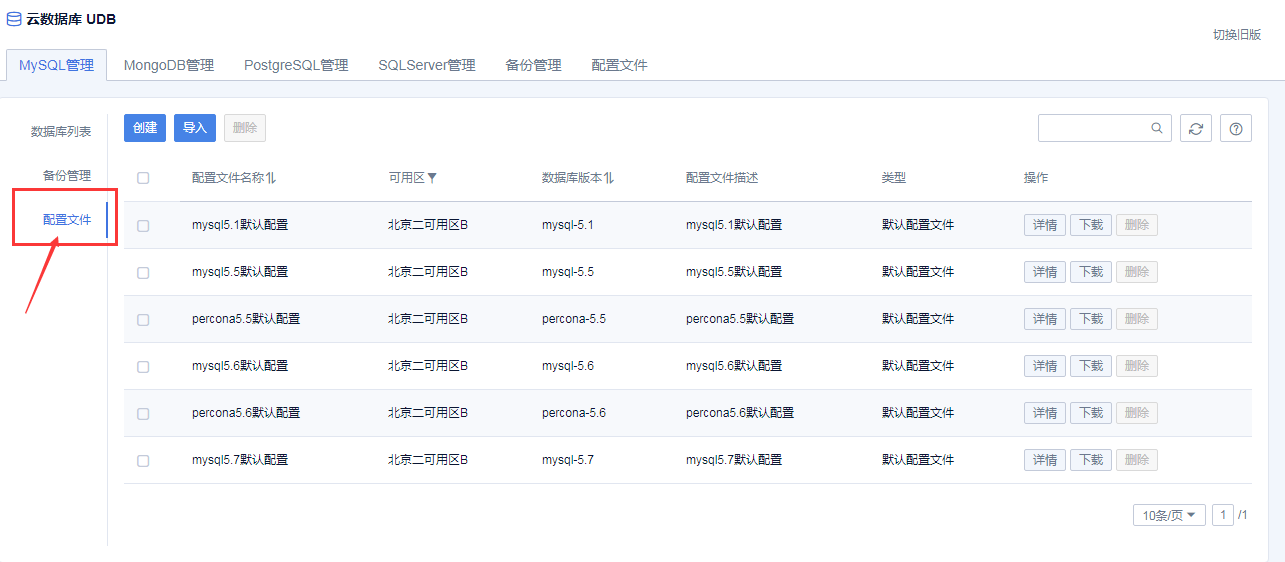 云数据库 UDB
切换旧版
MySQL管理 MongoDB管理 PostgreSQL管理 SQLServer管理 备份管理 配置文件
数据库列表
备份管理
配置文件
创建 导入 删除
配置文件名称 可用区 数据库版本 配置文件描述 类型 操作
mysql5.1默认配置 北京二可用区B mysql-5.1 mysql5.1默认配置 默认配置文件 详情 下载 删除
mysql5.5默认配置 北京二可用区B mysql-5.5 mysql5.5默认配置 默认配置文件 详情 下载 删除
percona5.5默认配置 北京二可用区B percona-5.5 percona5.5默认配置 默认配置文件 详情 下载 删除
mysql5.6默认配置 北京二可用区B mysql-5.6 mysql5.6默认配置 默认配置文件 详情 下载 删除
percona5.6默认配置 北京二可用区B percona-5.6 percona5.6默认配置 默认配置文件 详情 下载 删除
mysql5.7默认配置 北京二可用区B mysql-5.7 mysql5.7默认配置 默认配置文件 详情 下载 删除
10条/页 1 /1